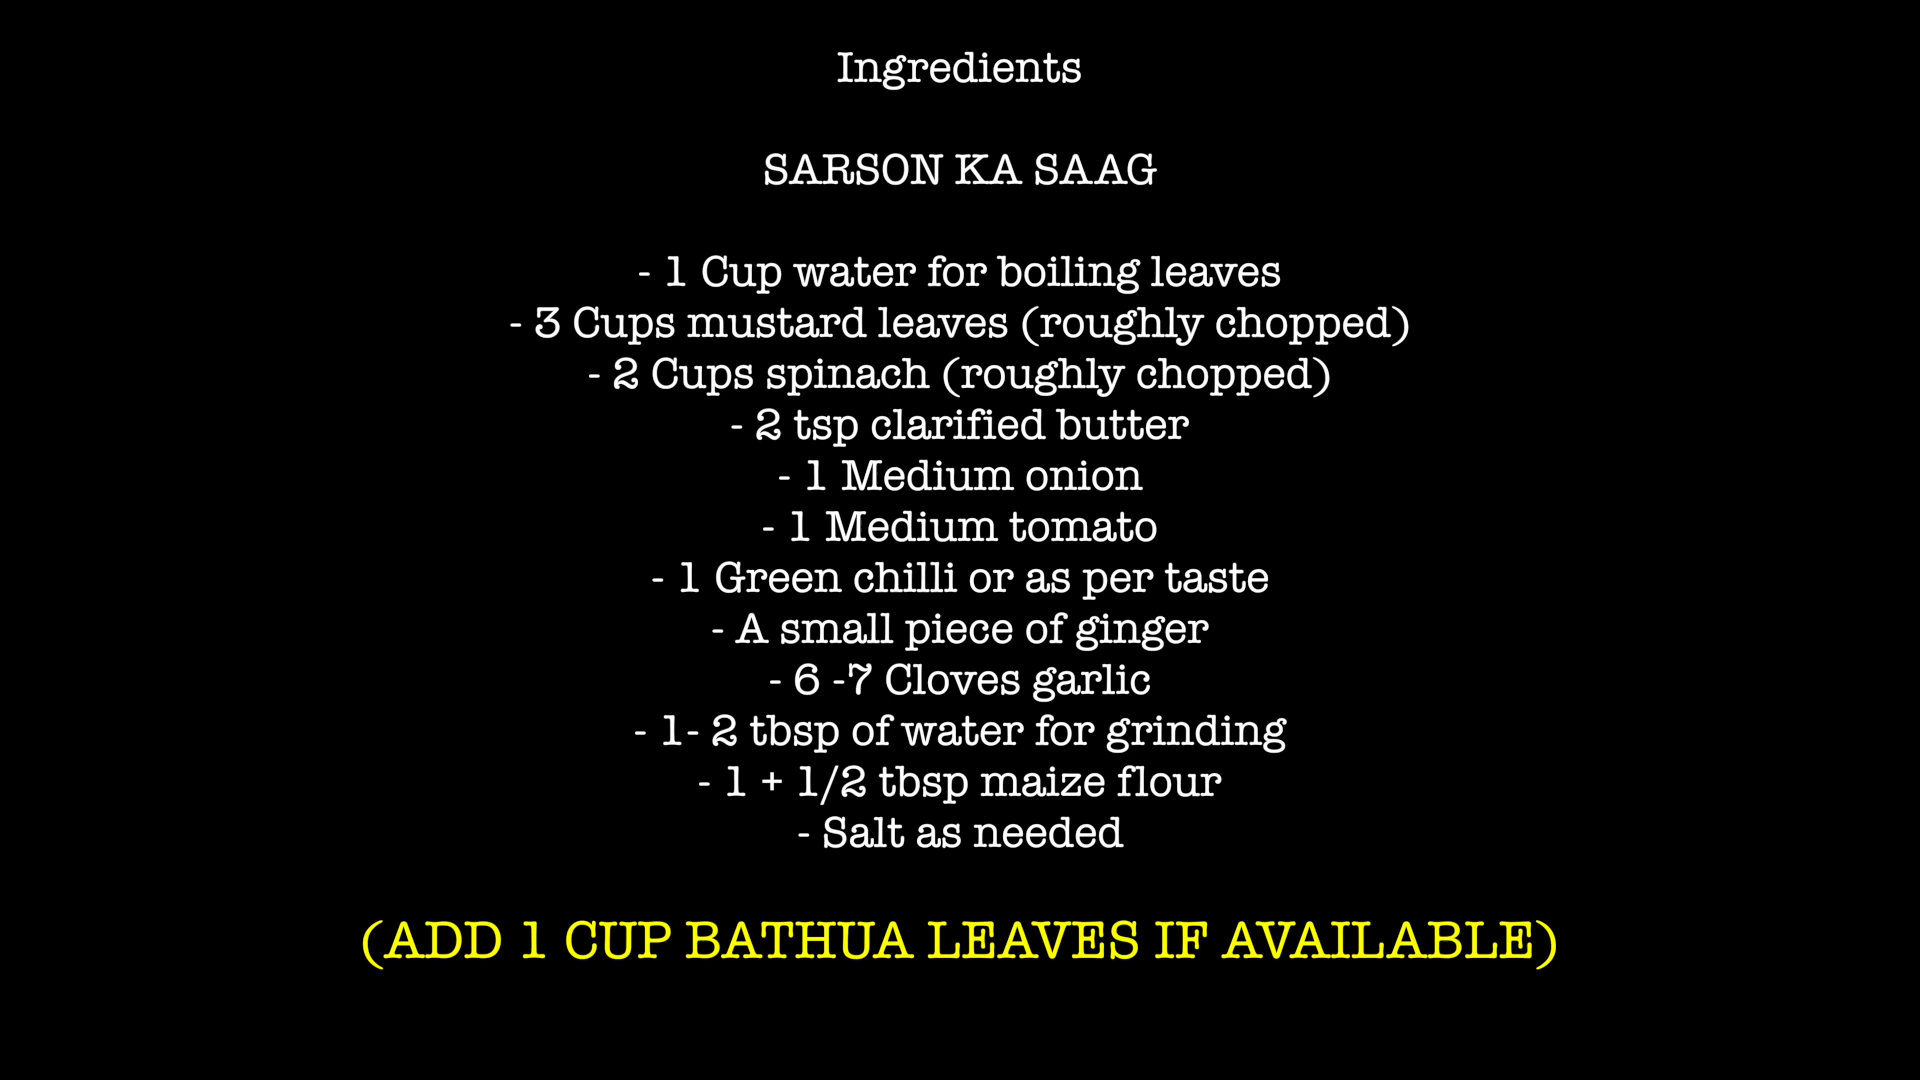 Ingredients
SARSON KA SAAG
- 1 Cup water for boiling leaves
- 3 Cups mustard leaves (roughly chopped)
- 2 Cups spinach (roughly chopped)
- 2 tsp clarified butter
- 1 Medium onion
- 1 Medium tomato
- 1 Green chilli or as per taste
- A small piece of ginger
- 6 -7 Cloves garlic
- 1- 2 tbsp of water for grinding
- 1 + 1/2 tbsp maize flour
- Salt as needed
(ADD 1 CUP BATHUA LEAVES IF AVAILABLE)